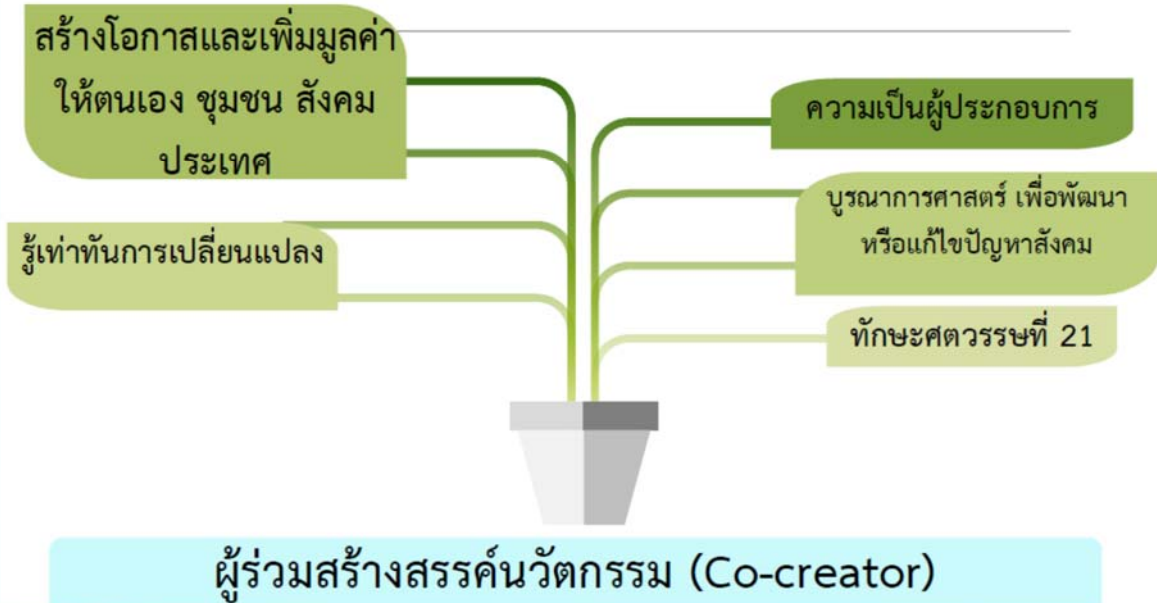 สร้างโอกาสและเพิ่มมูลค่า
ให้ตนเอง ชุมชน สังคม
ประเทศ
รู้เท่าทันการเปลี่ยนแปลง
ความเป็นผู้ประกอบการ
บูรณาการศาสตร์ เพื่อพัฒนา
หรือแก้ไขปัญหาสังคม
ทักษะศตวรรษที่ 21
ผู้ร่วมสร้างสรรค์นวัตกรรม (Co-creator)